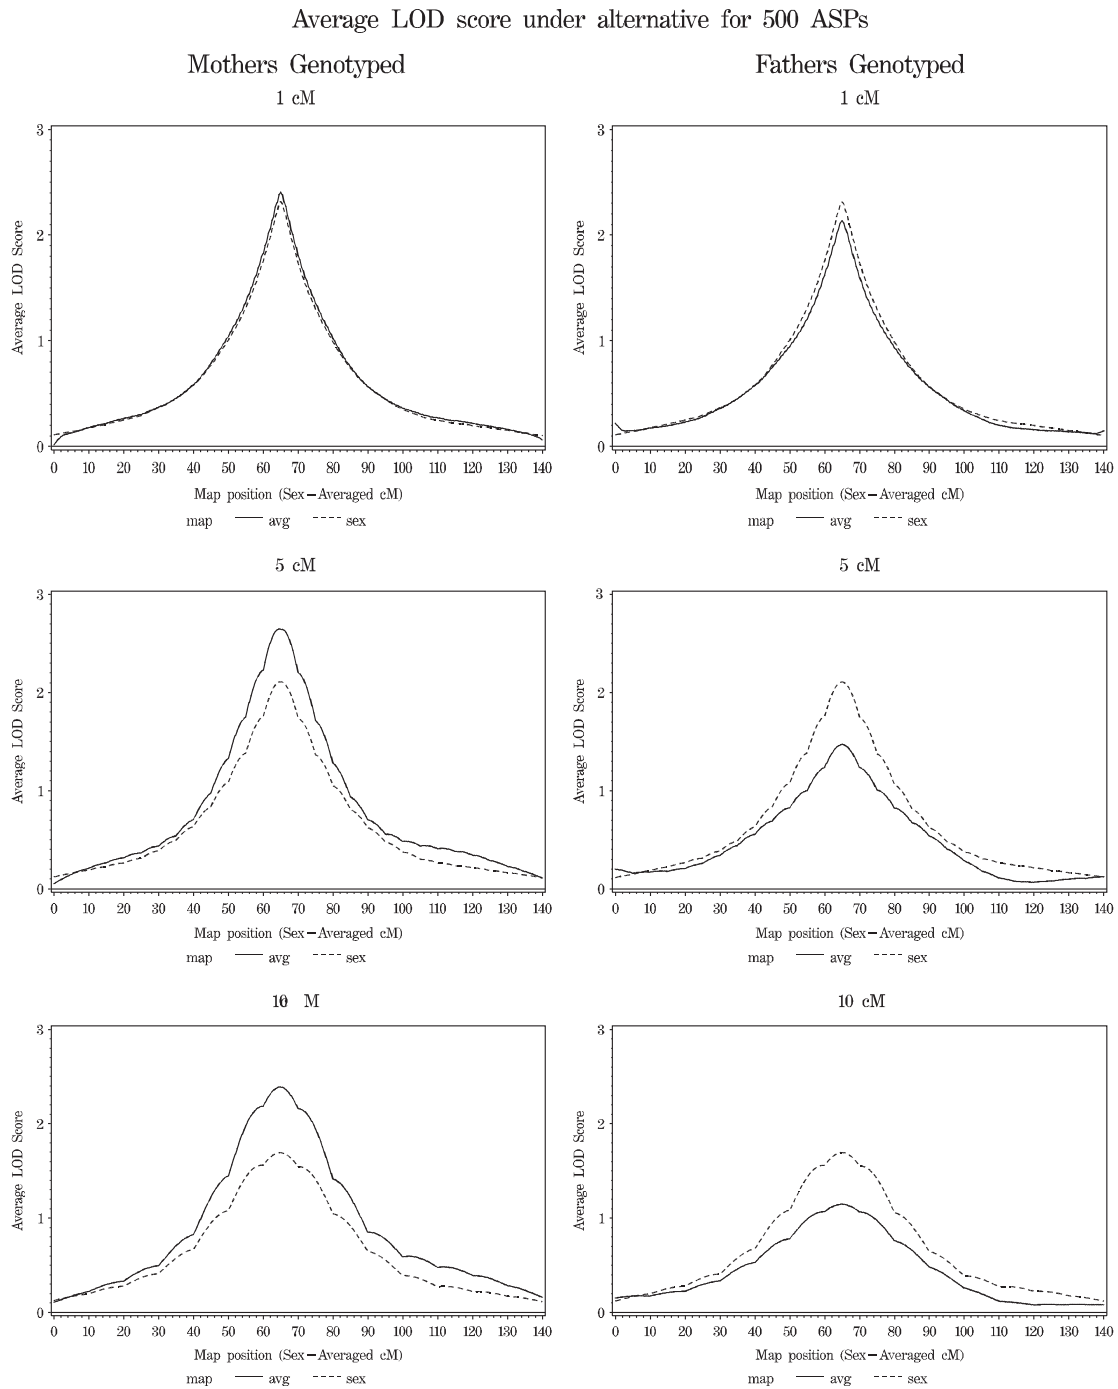 Average LOD score under alternative for 500 ASPs
Mothers Genotyped
Fathers Genotyped
1 cM
3
2
1
0
Average LOD Score
0 10 20 30 40 50 60 70 80 90 100 110 120 130 140
Map position (Sex-Averaged cM)
map avg sex
1 cM
3
2
1
0
Average LOD Score
0 10 20 30 40 50 60 70 80 90 100 110 120 130 140
Map position (Sex-Averaged cM)
map avg sex
5 cM
3
2
1
0
Average LOD Score
0 10 20 30 40 50 60 70 80 90 100 110 120 130 140
Map position (Sex-Averaged cM)
map avg sex
5 cM
3
2
1
0
Average LOD Score
0 10 20 30 40 50 60 70 80 90 100 110 120 130 140
Map position (Sex-Averaged cM)
map avg sex
10 M
3
2
1
0
Average LOD Score
0 10 20 30 40 50 60 70 80 90 100 110 120 130 140
Map position (Sex-Averaged cM)
map avg sex
10 cM
3
2
1
0
Average LOD Score
0 10 20 30 40 50 60 70 80 90 100 110 120 130 140
Map position (Sex-Averaged cM)
map avg sex